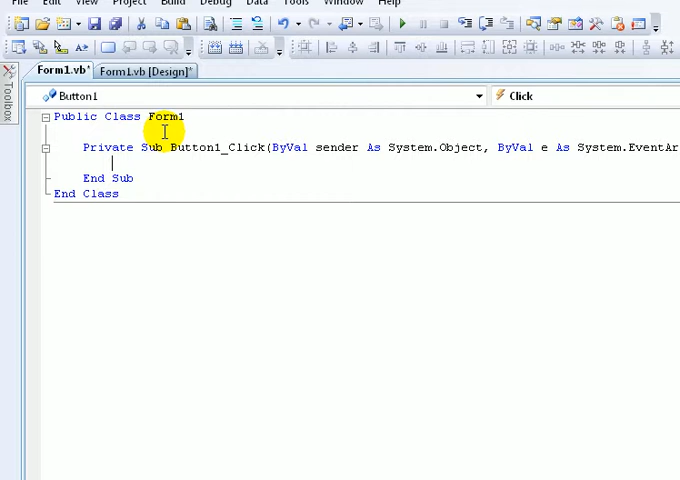 File Edit View Project Build Debug Data Tools Window Help
Form1.vb* Form1.vb [Design]*
Toolbox
Button1 Click
Public Class Form1
Private Sub Button1_Click(ByVal sender As System.Object, ByVal e As System.EventAr
End Sub
End Class